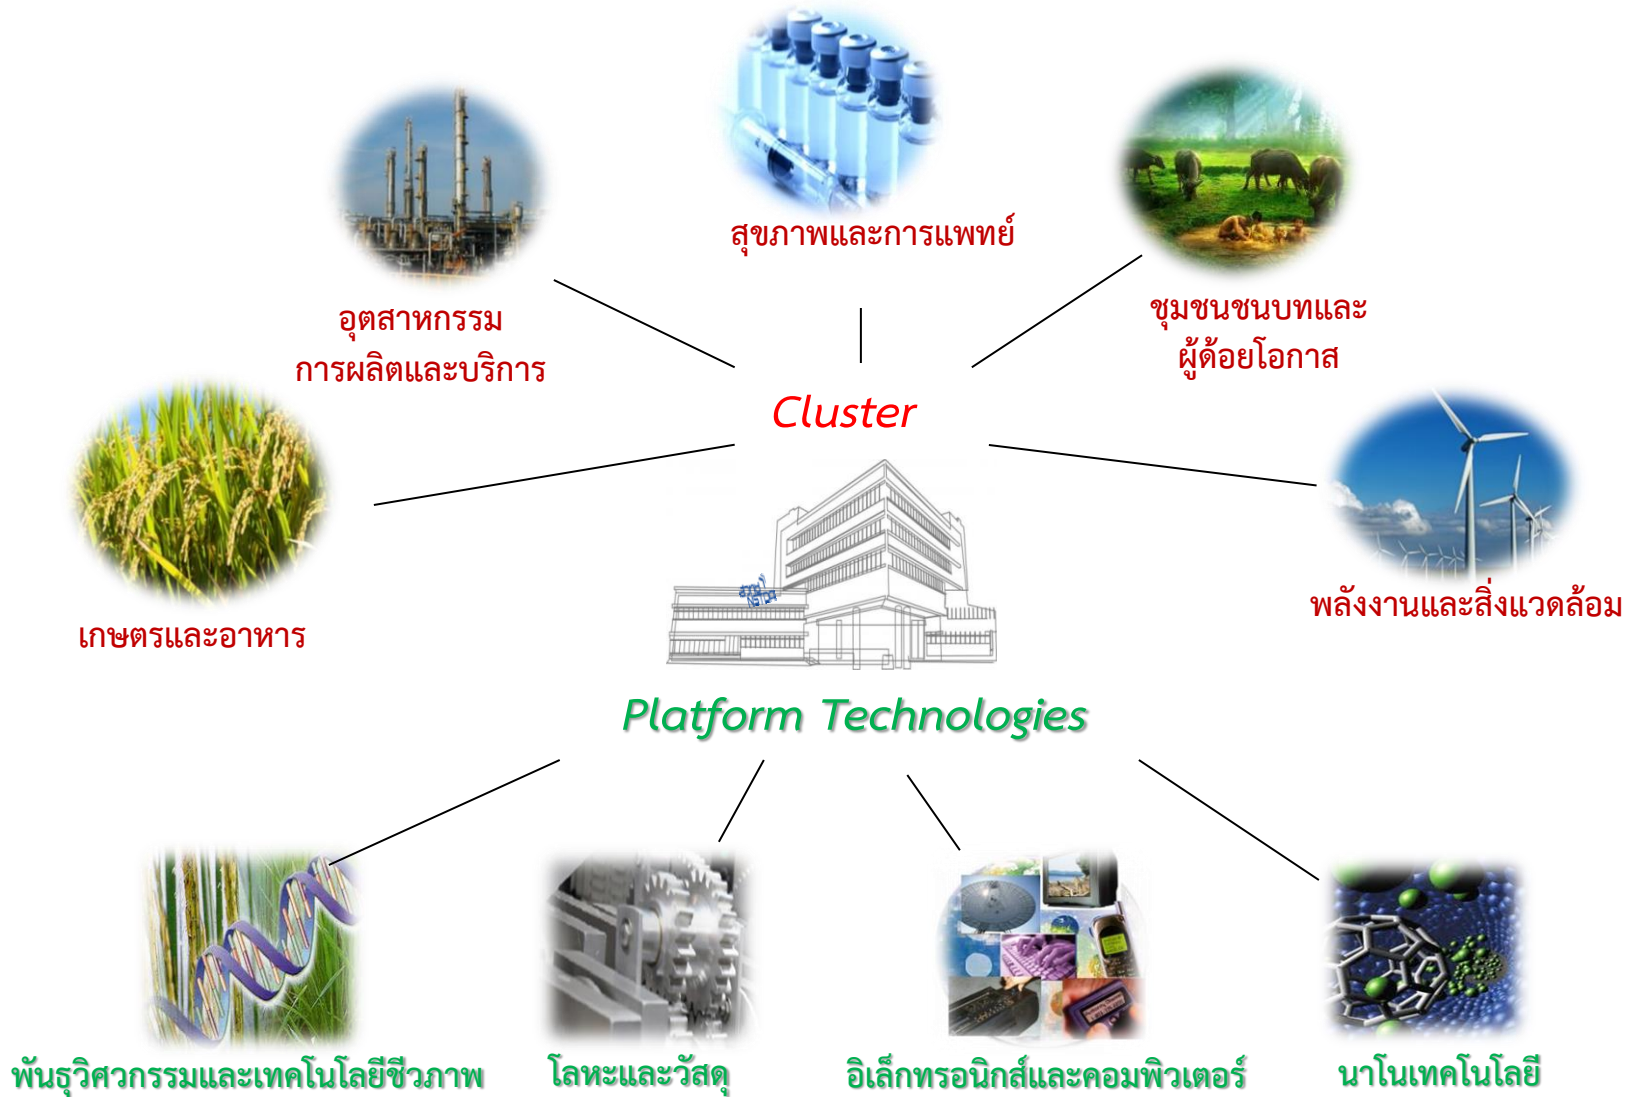 สุขภาพและการแพทย์
อุตสาหกรรม
การผลิตและบริการ
ชุมชนชนบทและ
ผู้ด้อยโอกาส
Cluster
เกษตรและอาหาร
พลังงานและสิ่งแวดล้อม
สวทช
NSTDA
Platform Technologies
พันธุวิศวกรรมและเทคโนโลยีชีวภาพ
โลหะและวัสดุ
อิเล็กทรอนิกส์และคอมพิวเตอร์
นาโนเทคโนโลยี